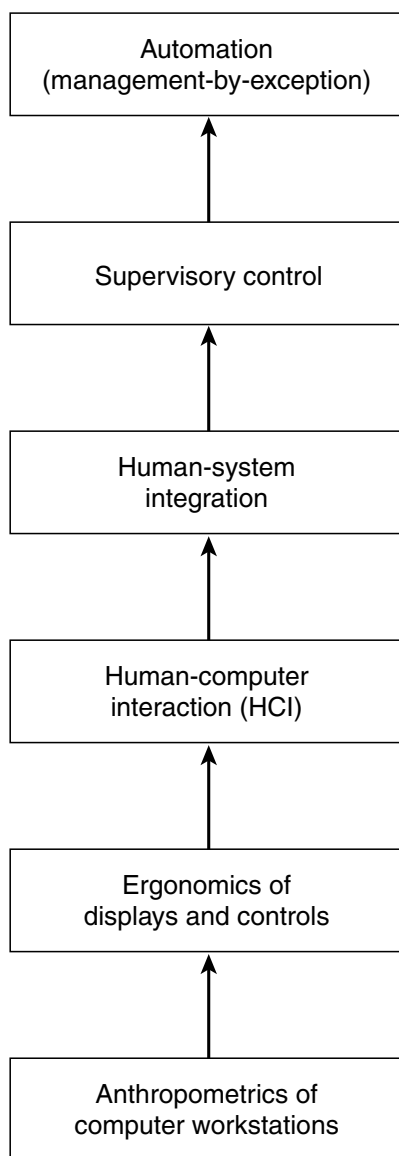 Automation
(management-by-exception)
Supervisory control
Human-system
integration
Human-computer
interaction (HCI)
Ergonomics of
displays and controls
Anthropometrics of
computer workstations